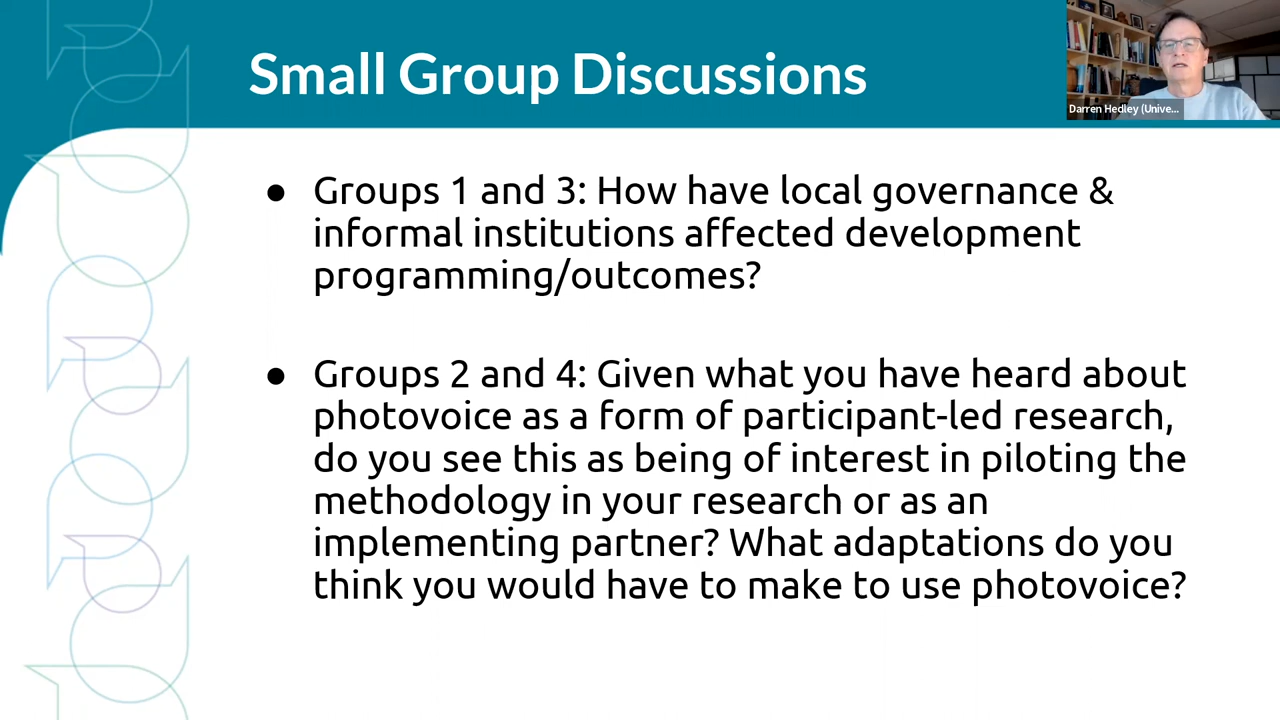 Small Group Discussions
Darren Hedley (Unive...
● Groups 1 and 3: How have local governance &
informal institutions affected development
programming/outcomes?
● Groups 2 and 4: Given what you have heard about
photovoice as a form of participant-led research,
do you see this as being of interest in piloting the
methodology in your research or as an
implementing partner? What adaptations do you
think you would have to make to use photovoice?